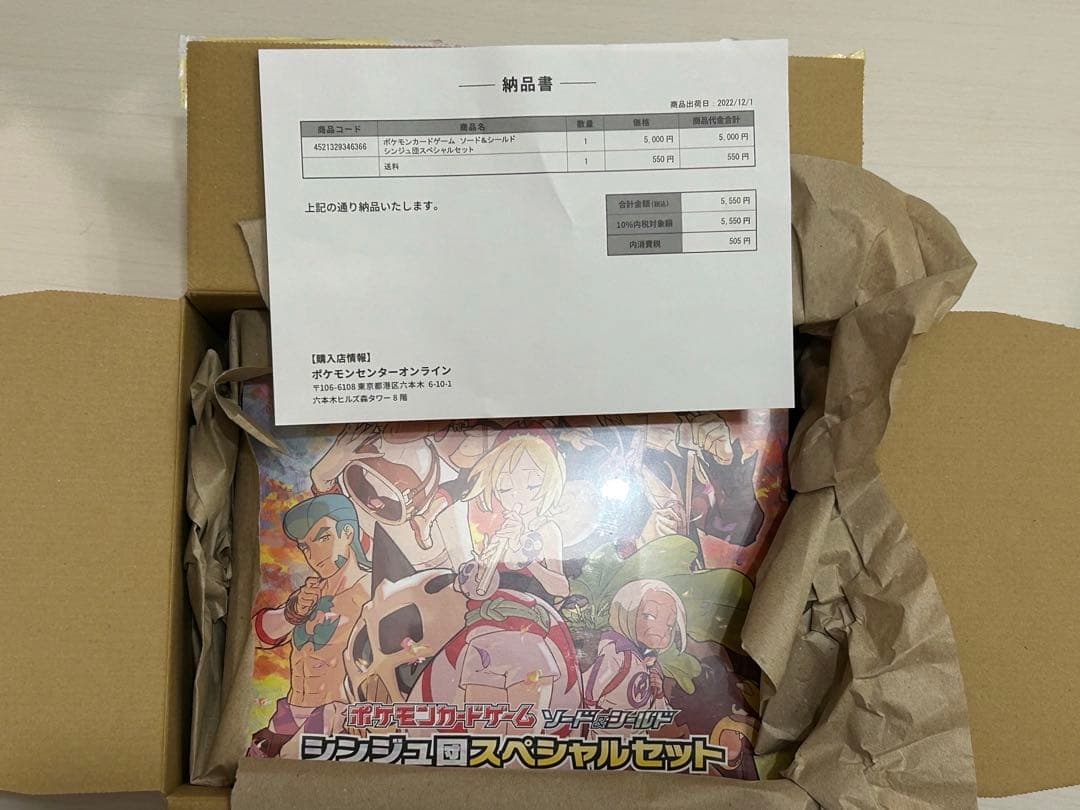 納品書
商品出荷日：2022/12/1
商品コード 商品名 数量 価格 商品代金合計
4521329346366 ポケモンカードゲーム ソード&シールド 1 5,000 円 5,000 円
シンジュ団スペシャルセット
送料 1 550 円 550 円
上記の通り納品いたします。
合計金額(税込) 5,550 円
10%内税対象額 5,550 円
内消費税 505 円
【購入店情報】
ポケモンセンターオンライン
〒106-6108 東京都港区六本木 6-10-1
六本木ヒルズ森タワー 8 階
ポケモンカードゲーム ソード&シールド
シンジュ団スペシャルセット